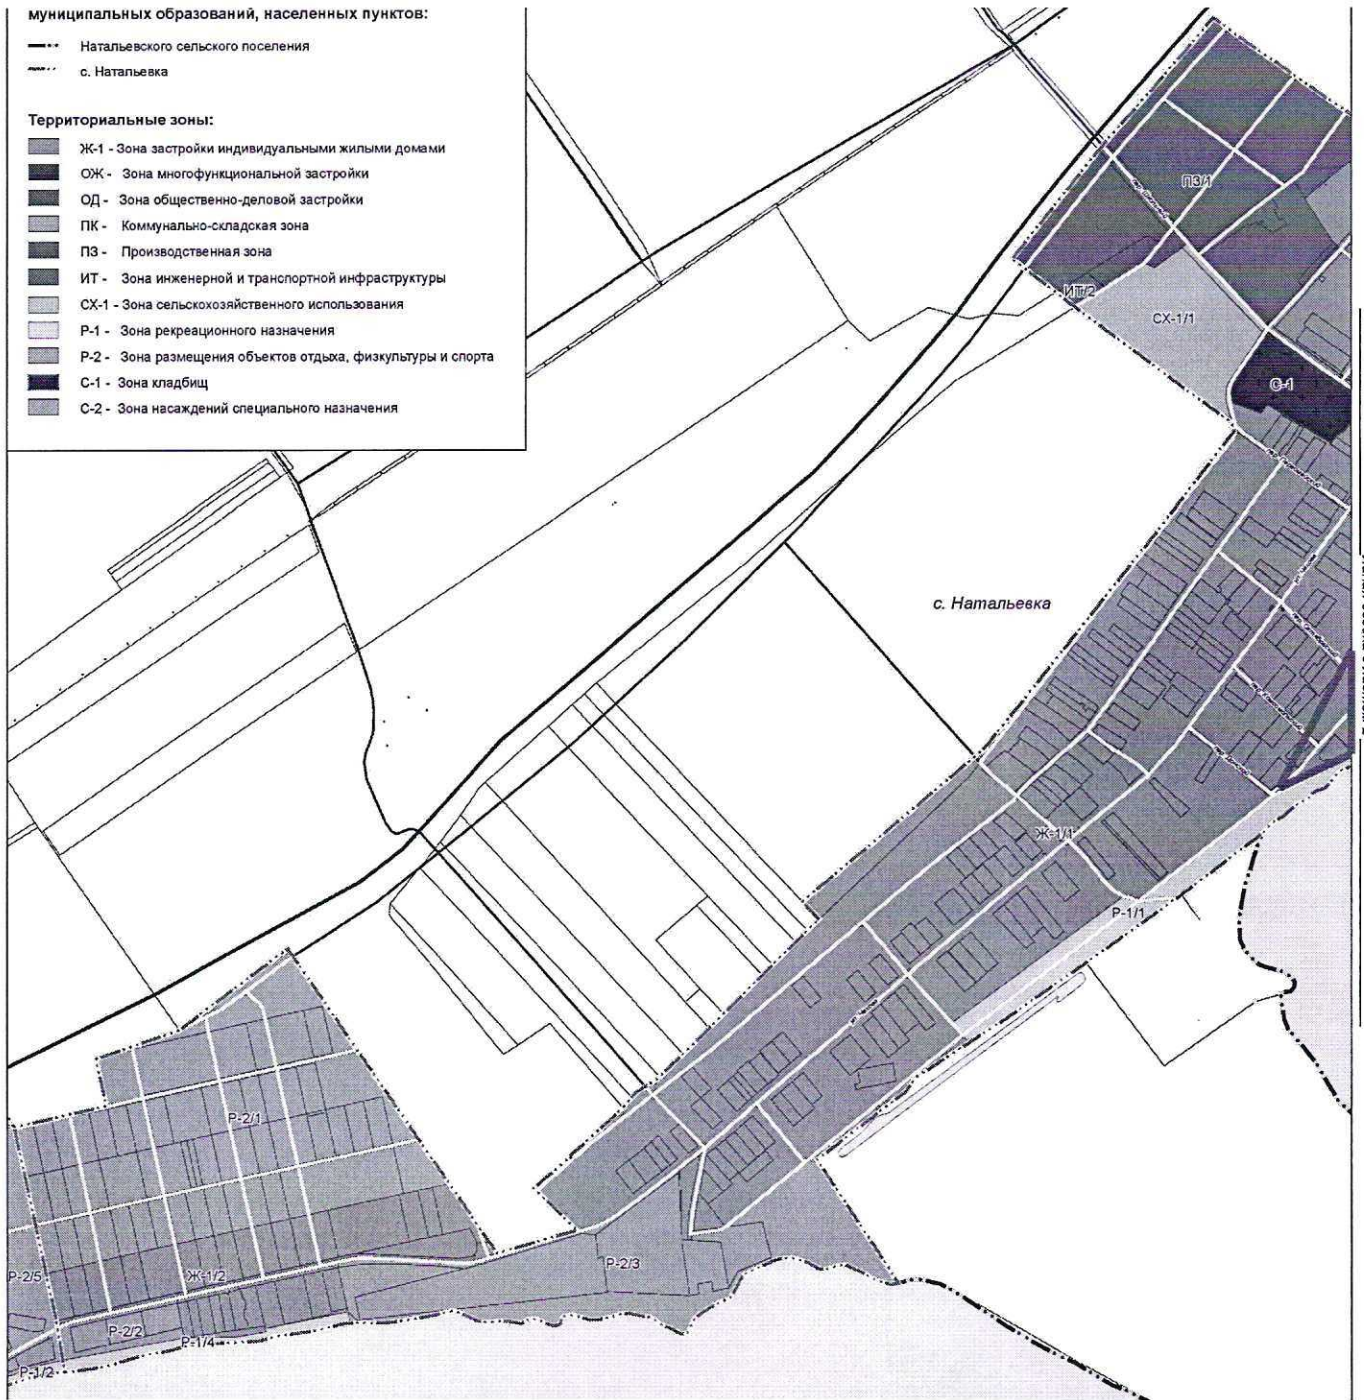 муниципальных образований, населенных пунктов:
Натальевского сельского поселения
с. Натальевка
Территориальные зоны:
Ж-1 - Зона застройки индивидуальными жилыми домами
ОЖ - Зона многофункциональной застройки
ОД - Зона общественно-деловой застройки
ПК - Коммунально-складская зона
ПЗ - Производственная зона
ИТ - Зона инженерной и транспортной инфраструктуры
СХ-1 - Зона сельскохозяйственного использования
Р-1 - Зона рекреационного назначения
Р-2 - Зона размещения объектов отдыха, физкультуры и спорта
С-1 - Зона кладбищ
С-2 - Зона насаждений специального назначения
ПЗ/1
ИТ/2
СХ-1/1
С-1
с. Натальевка
Ж-1/1
Р-1/1
Р-2/1
Р-2/3
Р-2/5
Ж-1/2
Р-2/2
Р-1/4
Р-1/2